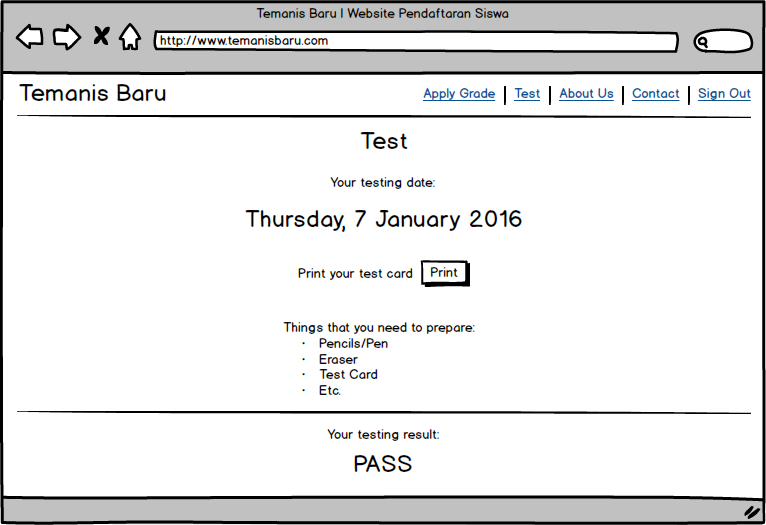 Temanis Baru | Website Pendaftaran Siswa
http://www.temanisbaru.com
Temanis Baru
Apply Grade | Test | About Us | Contact | Sign Out
Test
Your testing date:
Thursday, 7 January 2016
Print your test card Print
Things that you need to prepare:
· Pencils/Pen
· Eraser
· Test Card
· Etc.
Your testing result:
PASS